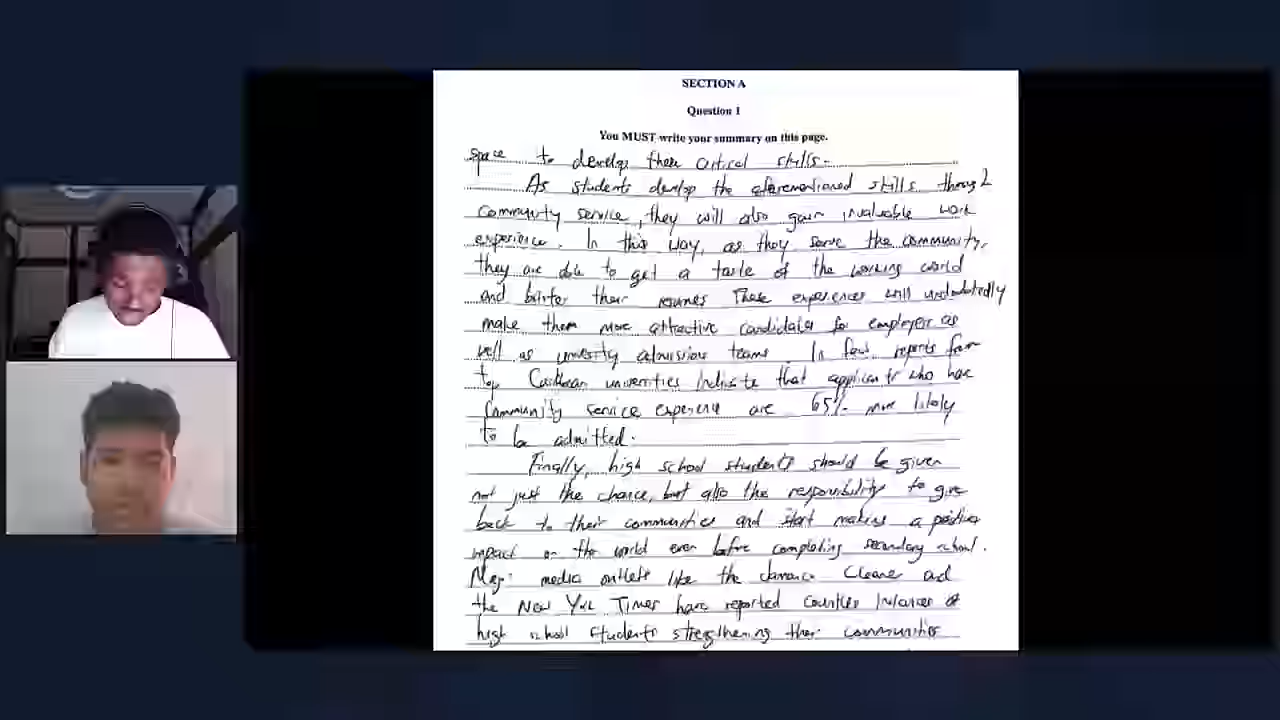 SECTION A
Question 1
You MUST write your summary on this page.
space to develop these critical skills.
As students develop the aforementioned skills through
community service, they will also gain invaluable work
experience. In this way, as they serve the community,
they are able to get a taste of the working world
and bolster their resumes These experiences will undoubtedly
make them more attractive candidates for employers as
well as university admissions teams. In fact, reports from
top Caribbean universities indicate that applicants who have
community service experience are 65% more likely
to be admitted.
Finally, high school students should be given
not just the chance, but also the responsibility to give
back to their communities and start making a positive
impact on the world even before completing secondary school.
Major media outlets like the Jamaica Gleaner and
the New York Times have reported countless instances of
high school students strengthening their communities